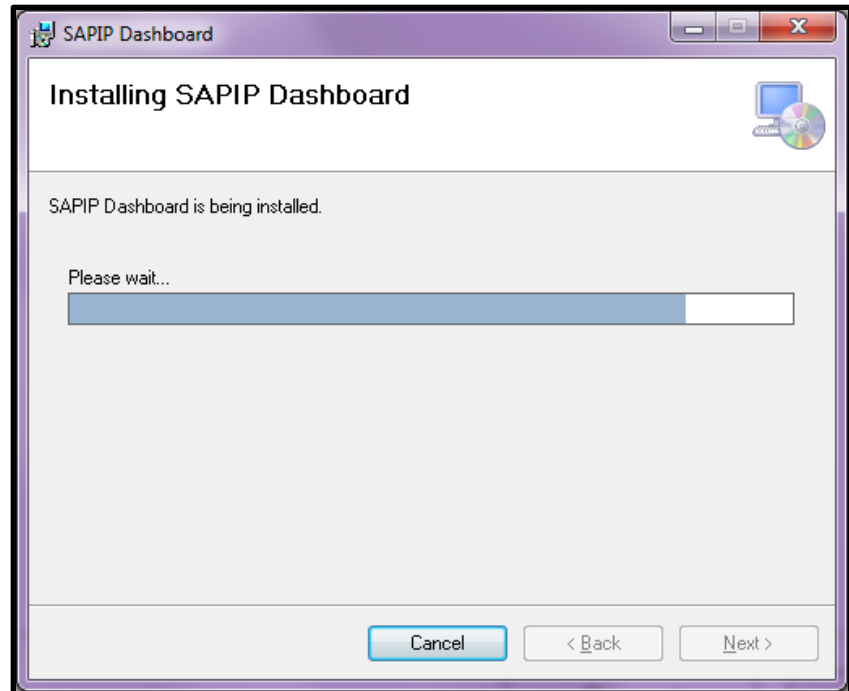 SAPIP Dashboard
Installing SAPIP Dashboard
SAPIP Dashboard is being installed.
Please wait...
Cancel
< Back
Next >